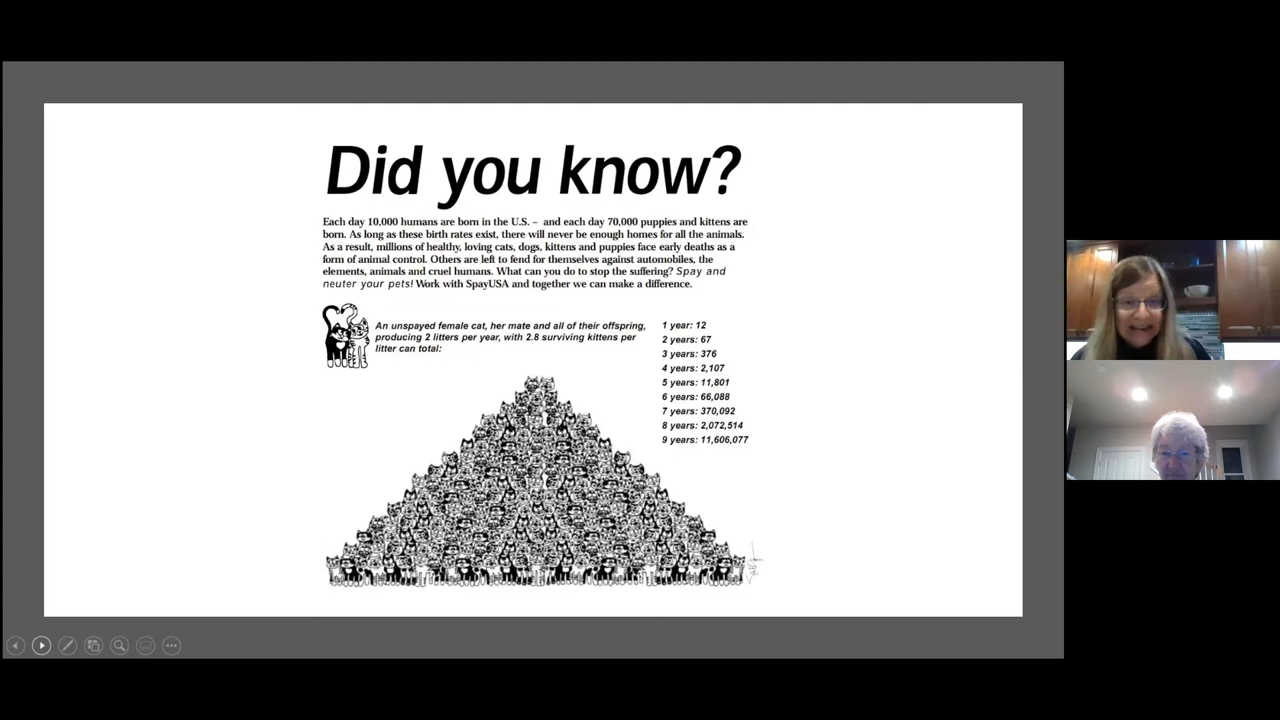 Did you know?
Each day 10,000 humans are born in the U.S. – and each day 70,000 puppies and kittens are
born. As long as these birth rates exist, there will never be enough homes for all the animals.
As a result, millions of healthy, loving cats, dogs, kittens and puppies face early deaths as a
form of animal control. Others are left to fend for themselves against automobiles, the
elements, animals and cruel humans. What can you do to stop the suffering? Spay and
neuter your pets! Work with SpayUSA and together we can make a difference.
An unspayed female cat, her mate and all of their offspring,
producing 2 litters per year, with 2.8 surviving kittens per
litter can total:
1 year: 12
2 years: 67
3 years: 376
4 years: 2,107
5 years: 11,801
6 years: 66,088
7 years: 370,092
8 years: 2,072,514
9 years: 11,606,077